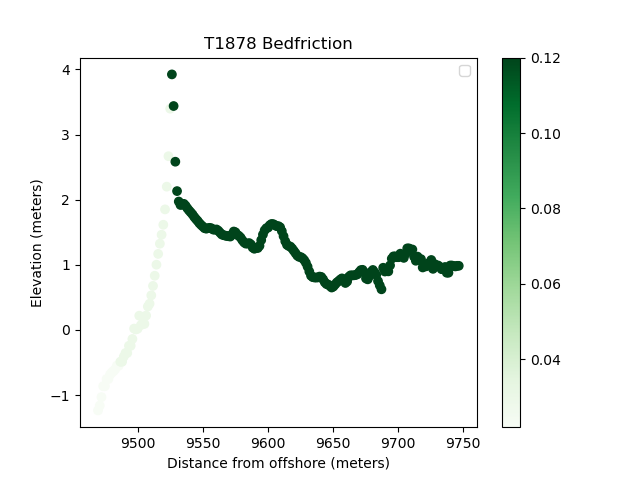 T1878 Bedfriction
4
3
2
1
0
−1
Elevation (meters)
9500 9550 9600 9650 9700 9750
Distance from offshore (meters)
0.12
0.10
0.08
0.06
0.04